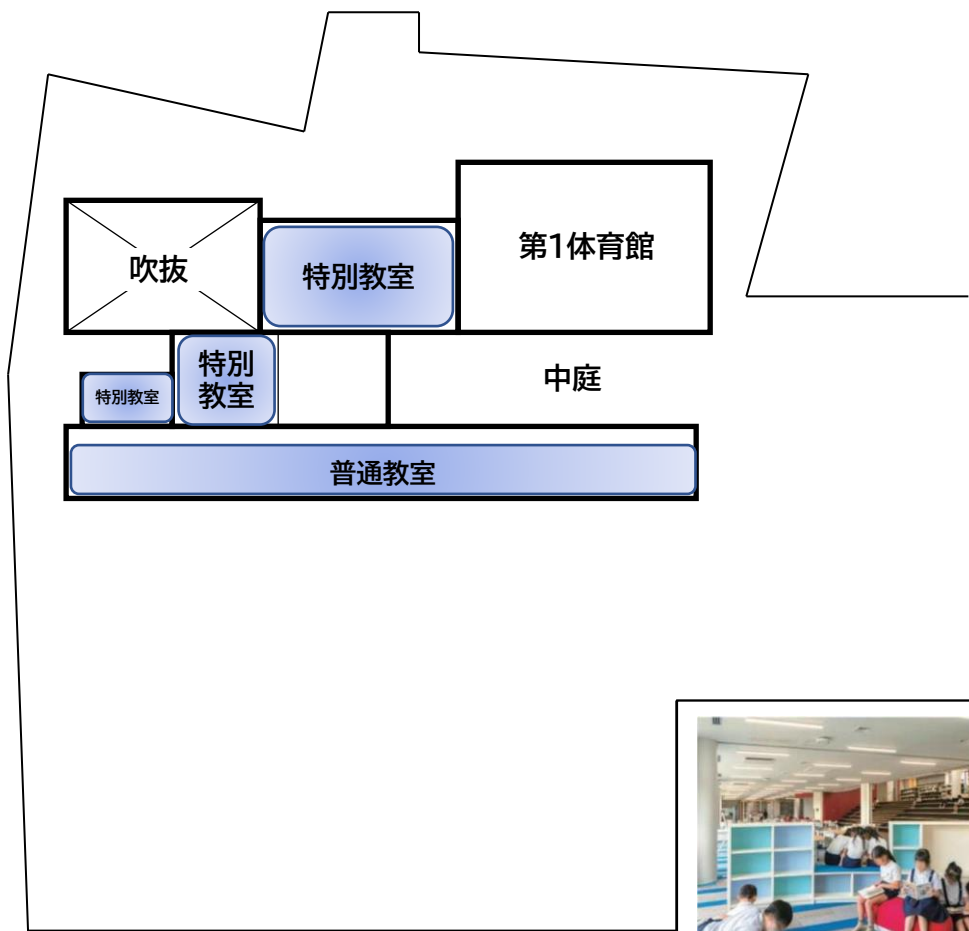 吹抜
特別教室
第1体育館
特別
教室
特別教室
中庭
普通教室